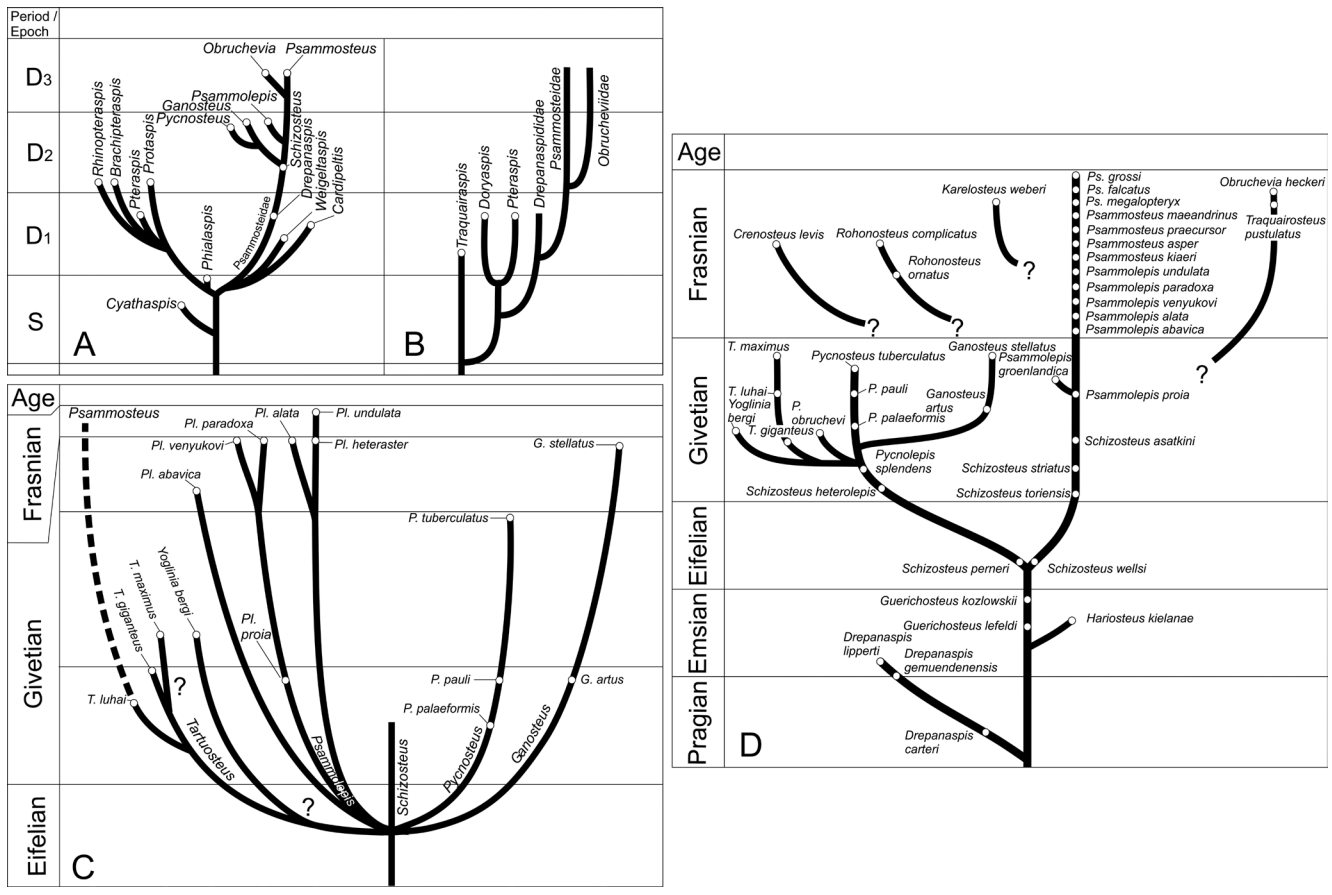 Period /
Epoch
D3
D2
D1
S
Obruchevia
Psammosteus
Psammolepis
Ganosteus
Pycnosteus
Schizosteus
Drepanaspis
Weigeltaspis
Cardipeltis
Rhinopteraspis
Brachipteraspis
Pteraspis
Protaspis
Phialaspis
Psammosteidae
Cyathaspis
A
Traquairaspis
Doryaspis
Pteraspis
Drepanaspididae
Psammosteidae
Obrucheviidae
B
Age
Frasnian
Givetian
Eifelian
Psammosteus
Pl. paradoxa
Pl. alata
Pl. undulata
Pl. venyukovi
Pl. heteraster
G. stellatus
Pl. abavica
P. tuberculatus
T. giganteus
T. maximus
Yoglinia bergi
Pl.
proia
?
T. luhai
P. pauli
G. artus
P. palaeformis
Tartuosteus
Psammolepis
Schizosteus
Pycnosteus
Ganosteus
?
C
Age
Frasnian
Givetian
Eifelian
Emsian
Pragian
Ps. grossi
Ps. falcatus
Ps. megalopteryx
Psammosteus maeandrinus
Psammosteus praecursor
Psammosteus asper
Psammosteus kiaeri
Psammolepis undulata
Psammolepis paradoxa
Psammolepis venyukovi
Psammolepis alata
Psammolepis abavica
Karelosteus weberi
Obruchevia heckeri
Traquairosteus
pustulatus
Crenosteus levis
Rohonosteus complicatus
Rohonosteus
ornatus
?
?
?
?
T. maximus
Pycnosteus tuberculatus
Ganosteus stellatus
Psammolepis
groenlandica
T. luhai
Yoglinia
bergi
P. pauli
P.
obruchevi
Ganosteus
artus
Psammolepis proia
T. giganteus
P. palaeformis
Pycnolepis
splendens
Schizosteus asatkini
Schizosteus striatus
Schizosteus heterolepis
Schizosteus toriensis
Schizosteus perneri
Schizosteus wellsi
Guerichosteus kozlowskii
Guerichosteus lefeldi
Hariosteus kielanae
Drepanaspis
lipperti
Drepanaspis
gemuendenensis
Drepanaspis
carteri
D